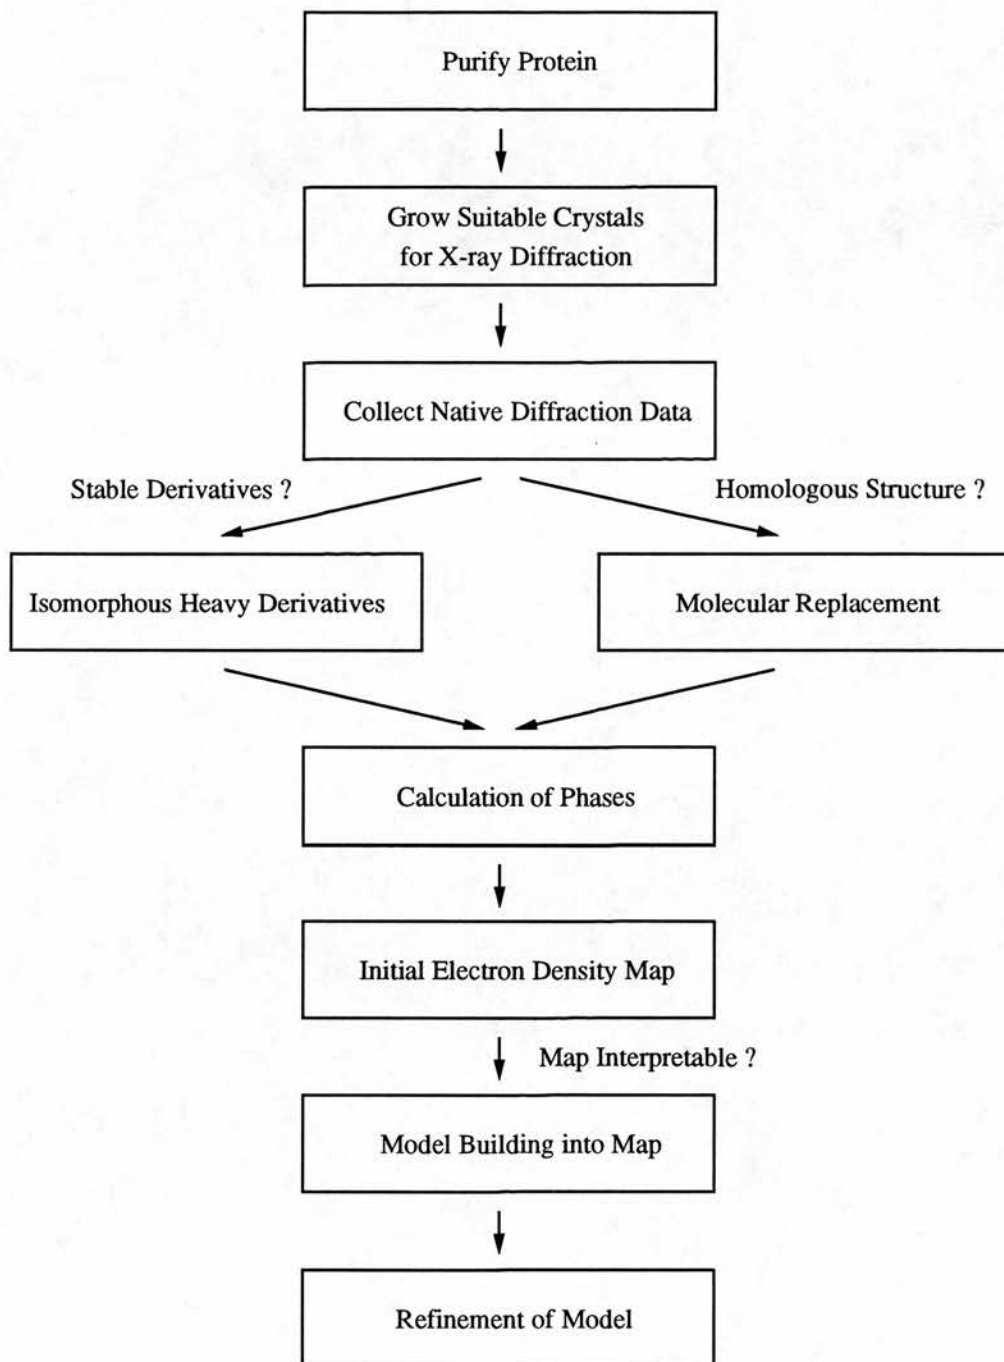 Purify Protein
Grow Suitable Crystals
for X-ray Diffraction
Collect Native Diffraction Data
Stable Derivatives ?
Homologous Structure ?
Isomorphous Heavy Derivatives
Molecular Replacement
Calculation of Phases
Initial Electron Density Map
Map Interpretable ?
Model Building into Map
Refinement of Model